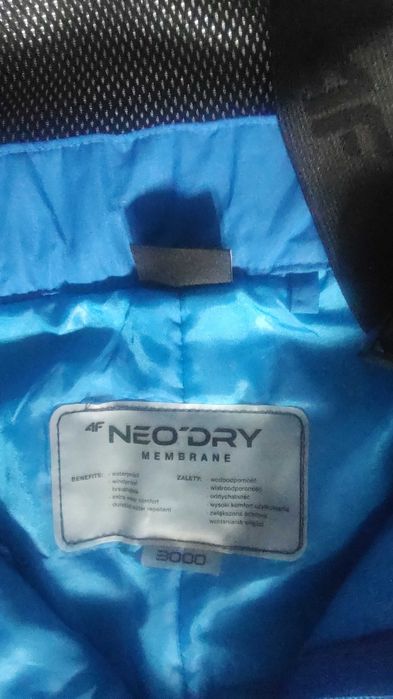 4F
4F NEO DRY
MEMBRANE
BENEFITS: - waterproof
- windproof
- extra wear comfort
- durable water repellent
ZALETY: - wodoodporność
- wiatroodporność
- oddychalność
- wysoki komfort użytkowania
- zwiększona ochrona
3000